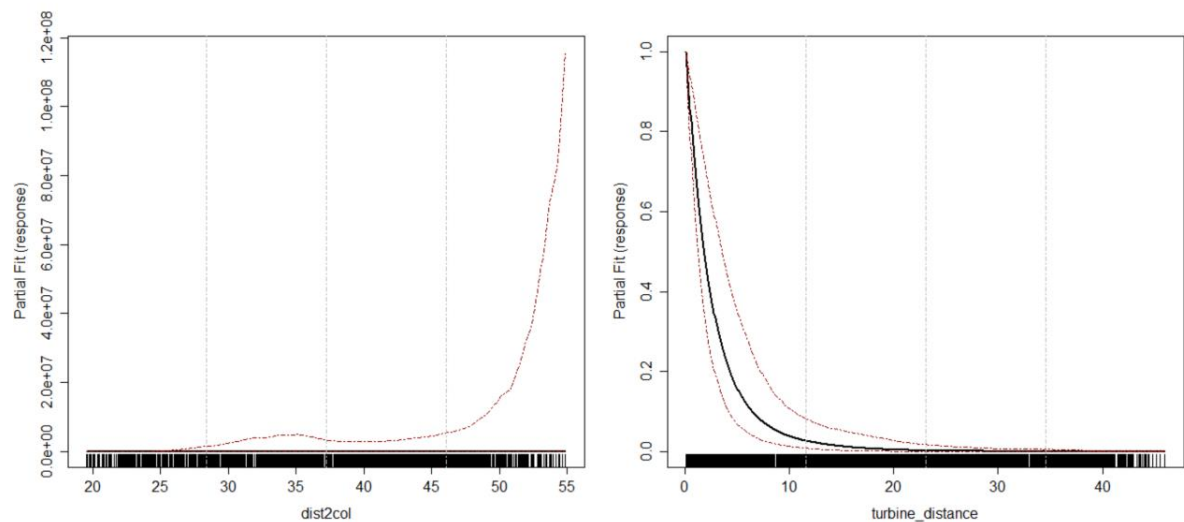 Partial Fit (response)
1.2e+08
1.0e+08
8.0e+07
6.0e+07
4.0e+07
2.0e+07
0.0e+00
20 25 30 35 40 45 50 55
dist2col
Partial Fit (response)
1.0
0.8
0.6
0.4
0.2
0.0
0 10 20 30 40
turbine_distance